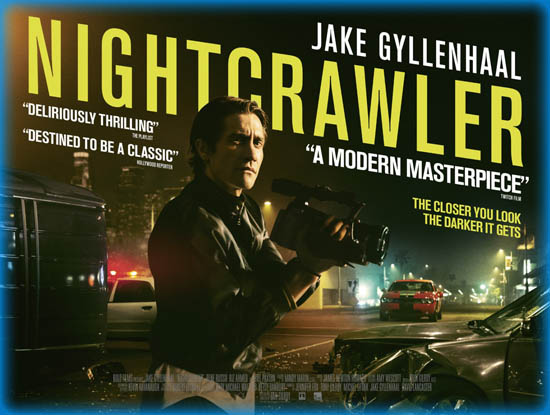 JAKE GYLLENHAAL
NIGHTCRAWLER
"DELIRIOUSLY THRILLING"
THE PLAYLIST
"DESTINED TO BE A CLASSIC"
HOLLYWOOD REPORTER
"A MODERN MASTERPIECE"
TWITCH FILM
THE CLOSER YOU LOOK
THE DARKER IT GETS